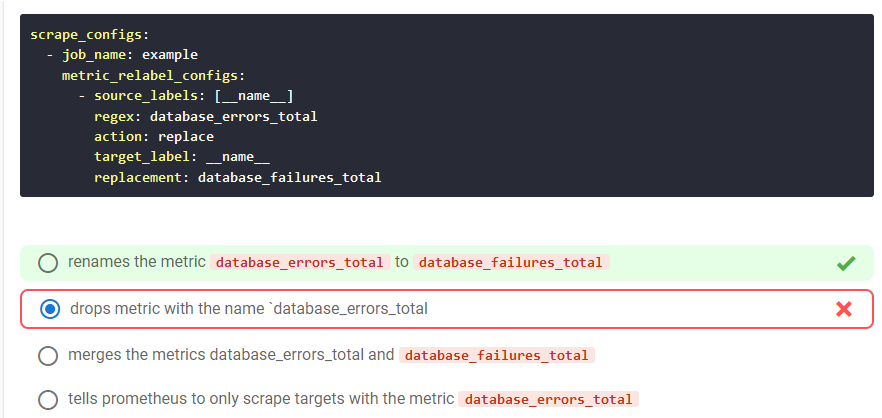 scrape_configs:
  - job_name: example
    metric_relabel_configs:
      - source_labels: [__name__]
        regex: database_errors_total
        action: replace
        target_label: __name__
        replacement: database_failures_total
renames the metric database_errors_total to database_failures_total
drops metric with the name `database_errors_total
merges the metrics database_errors_total and database_failures_total
tells prometheus to only scrape targets with the metric database_errors_total